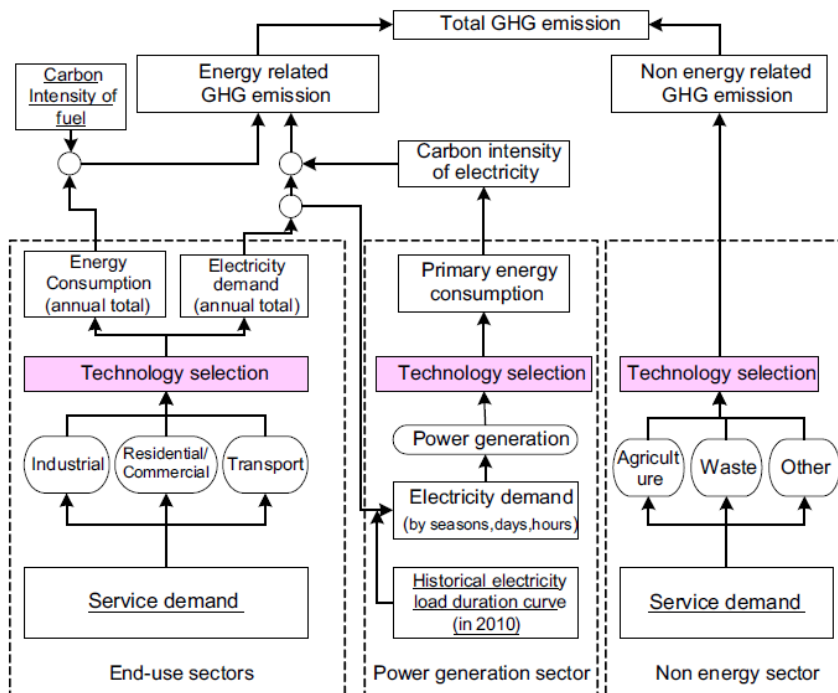 Total GHG emission
Carbon
Intensity of
fuel
Energy related
GHG emission
Non energy related
GHG emission
Carbon intensity
of electricity
Energy
Consumption
(annual total)
Electricity
demand
(annual total)
Primary energy
consumption
Technology selection
Technology selection
Technology selection
Industrial
Residential/
Commercial
Transport
Power generation
Agricult
ure
Waste
Other
Electricity demand
(by seasons,days,hours)
Service demand
Historical electricity
load duration curve
(in 2010)
Service demand
End-use sectors
Power generation sector
Non energy sector